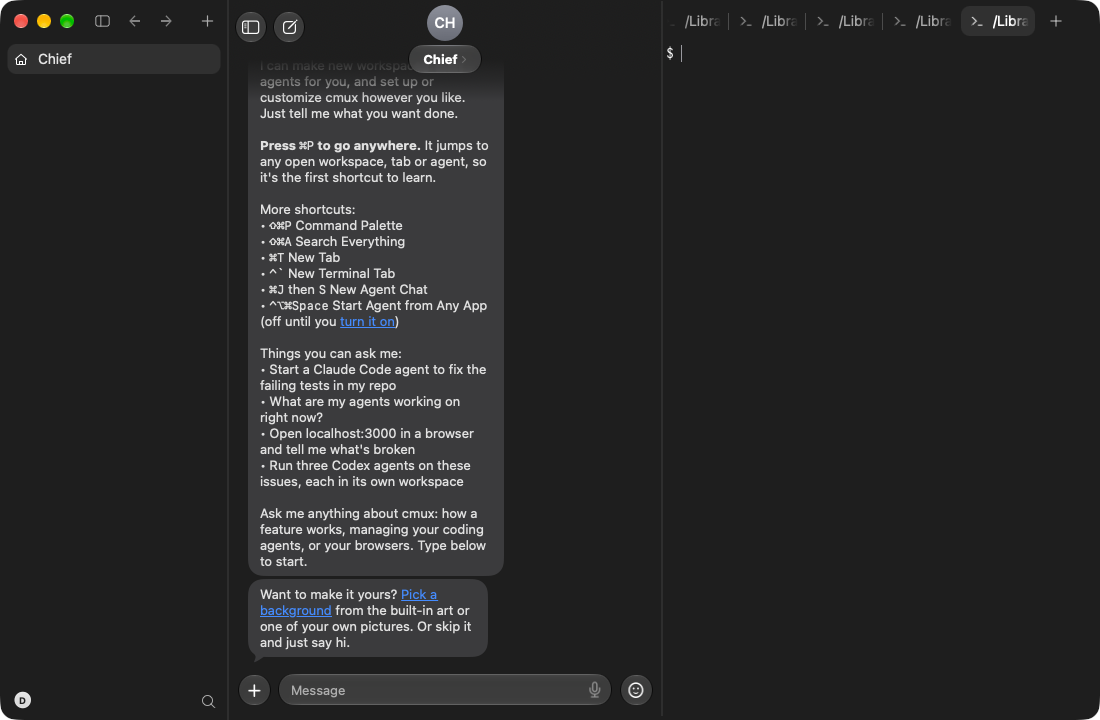 Chief
D
CH
Chief
I can make new workspac
agents for you, and set up or
customize cmux however you like.
Just tell me what you want done.
Press ⌘P to go anywhere. It jumps to
any open workspace, tab or agent, so
it's the first shortcut to learn.
More shortcuts:
• ⇧⌘P Command Palette
• ⇧⌘A Search Everything
• ⌘T New Tab
• ^` New Terminal Tab
• ⌘J then S New Agent Chat
• ^⌥⌘Space Start Agent from Any App
(off until you turn it on)
Things you can ask me:
• Start a Claude Code agent to fix the
failing tests in my repo
• What are my agents working on
right now?
• Open localhost:3000 in a browser
and tell me what's broken
• Run three Codex agents on these
issues, each in its own workspace
Ask me anything about cmux: how a
feature works, managing your coding
agents, or your browsers. Type below
to start.
Want to make it yours? Pick a
background from the built-in art or
one of your own pictures. Or skip it
and just say hi.
Message
/Libra /Libra /Libra /Libra /Libra
$